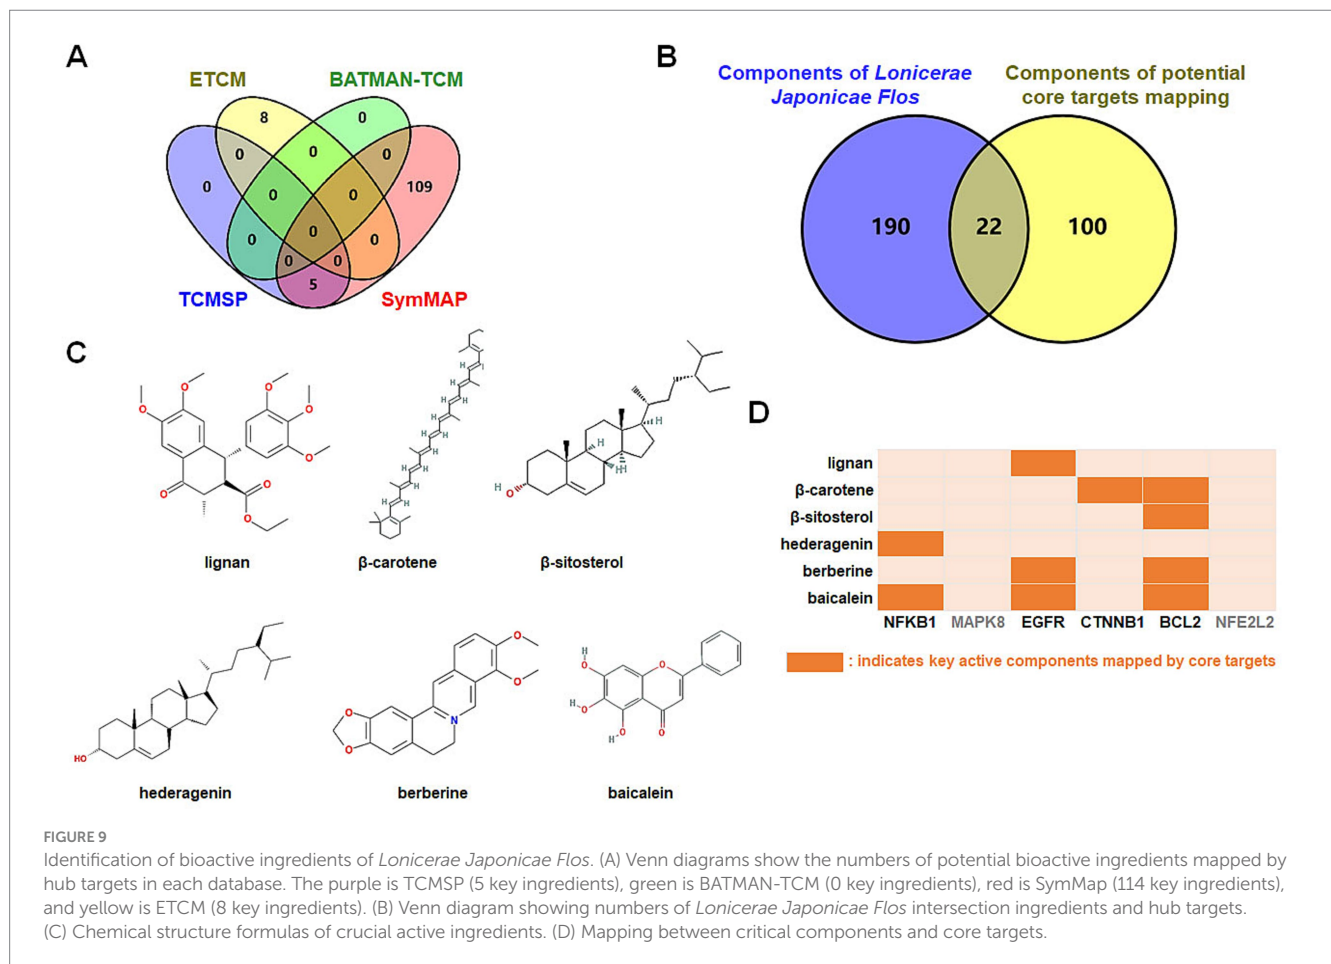 A
ETCM
BATMAN-TCM
8
0
0
0
0
0
109
0
0
0
0
0
0
0
5
TCMSP
SymMAP
B
Components of Lonicerae
Japonicae Flos
Components of potential
core targets mapping
190
22
100
C
lignan
β-carotene
β-sitosterol
hederagenin
berberine
baicalein
D
lignan
β-carotene
β-sitosterol
hederagenin
berberine
baicalein
NFKB1 MAPK8 EGFR CTNNB1 BCL2 NFE2L2
: indicates key active components mapped by core targets
FIGURE 9
Identification of bioactive ingredients of Lonicerae Japonicae Flos. (A) Venn diagrams show the numbers of potential bioactive ingredients mapped by
hub targets in each database. The purple is TCMSP (5 key ingredients), green is BATMAN-TCM (0 key ingredients), red is SymMap (114 key ingredients),
and yellow is ETCM (8 key ingredients). (B) Venn diagram showing numbers of Lonicerae Japonicae Flos intersection ingredients and hub targets.
(C) Chemical structure formulas of crucial active ingredients. (D) Mapping between critical components and core targets.